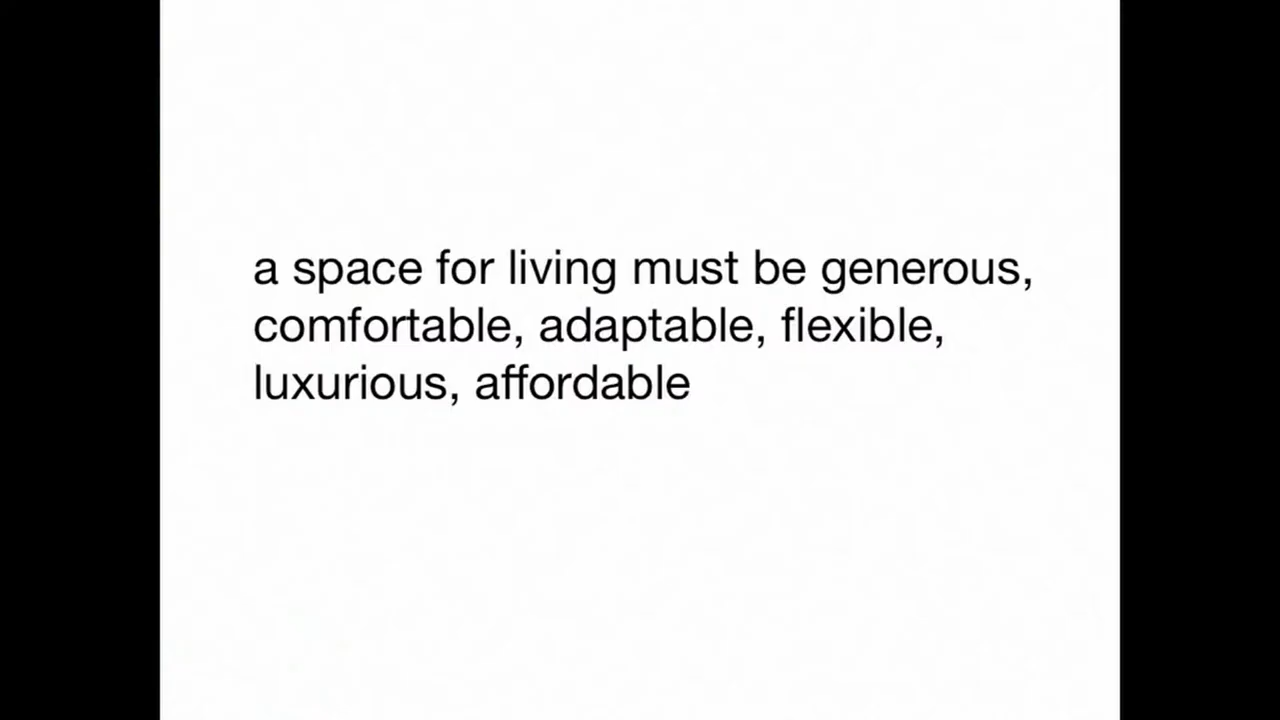 a space for living must be generous,
comfortable, adaptable, flexible,
luxurious, affordable